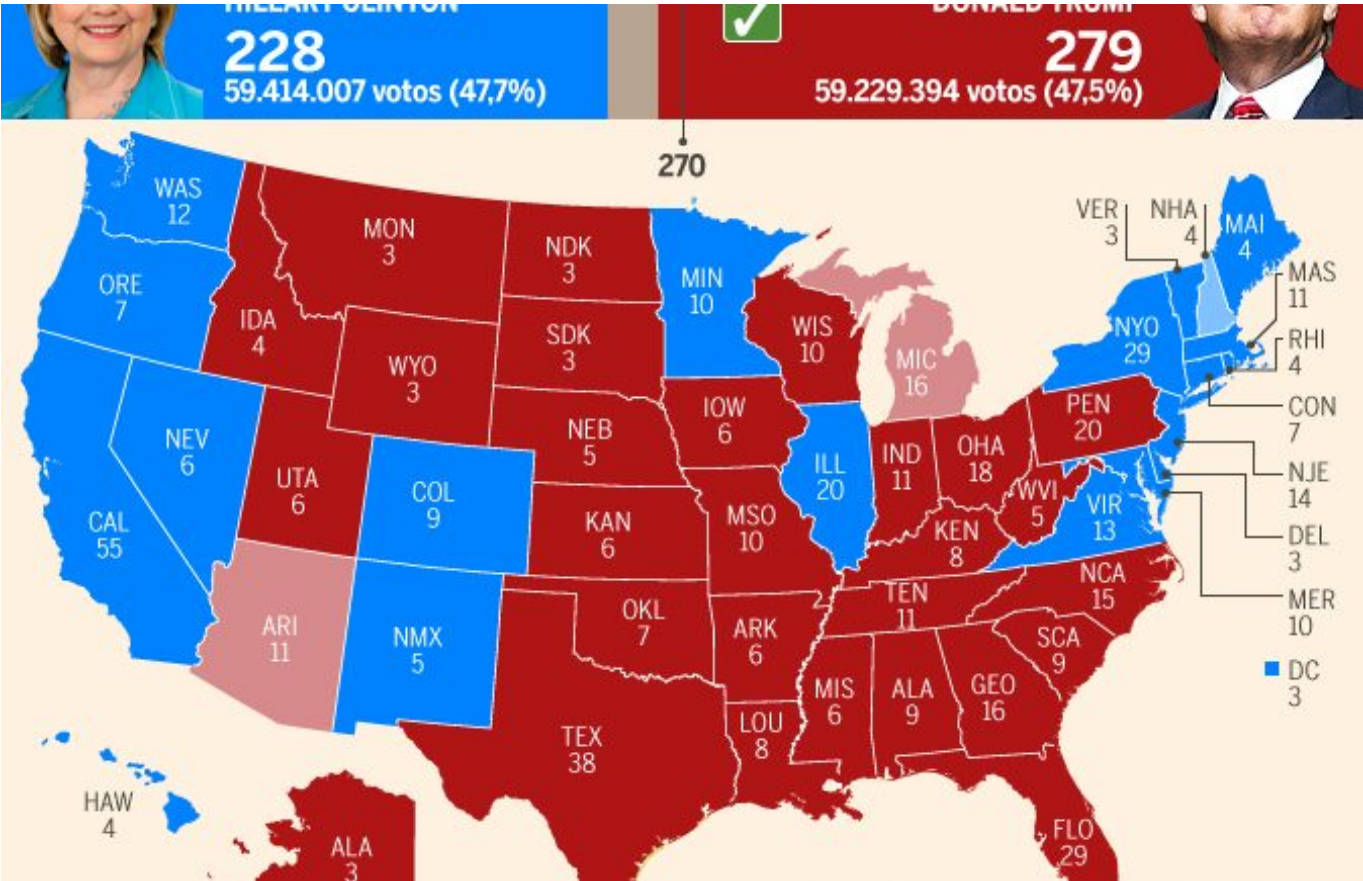 HILLARY CLINTON
228
59.414.007 votos (47,7%)
DONALD TRUMP
279
59.229.394 votos (47,5%)
270
WAS
12
ORE
7
CAL
55
NEV
6
IDA
4
MON
3
WYO
3
UTA
6
ARI
11
COL
9
NMX
5
NDK
3
SDK
3
NEB
5
KAN
6
OKL
7
TEX
38
MIN
10
IOW
6
MSO
10
ARK
6
LOU
8
WIS
10
ILL
20
MIC
16
IND
11
OHA
18
KEN
8
TEN
11
MIS
6
ALA
9
GEO
16
FLO
29
SCA
9
NCA
15
VIR
13
WVI
5
PEN
20
NYO
29
VER
3
NHA
4
MAI
4
MAS
11
RHI
4
CON
7
NJE
14
DEL
3
MER
10
DC
3
HAW
4
ALA
3